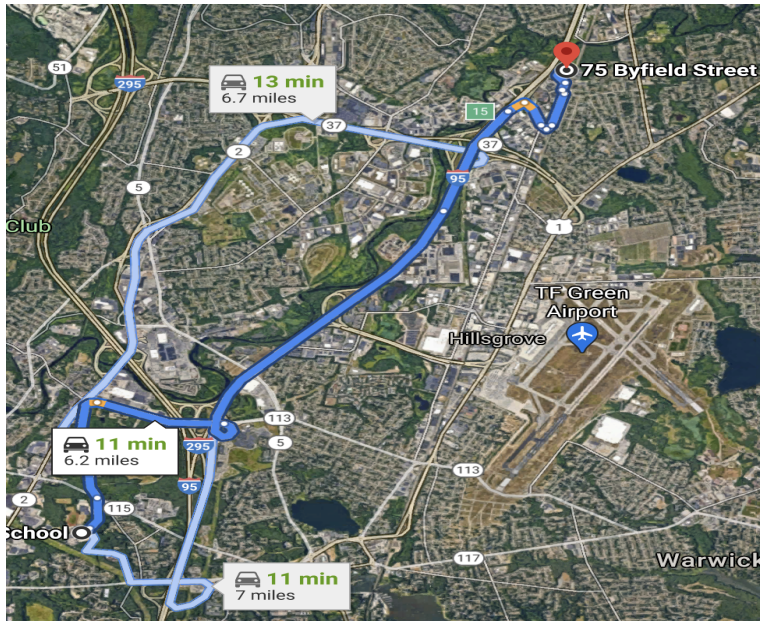 51
295
13 min
6.7 miles
75 Byfield Street
15
37
2
37
95
5
Club
1
TF Green
Airport
Hillsgrove
113
5
295
11 min
6.2 miles
113
95
2
115
School
117
Warwick
11 min
7 miles